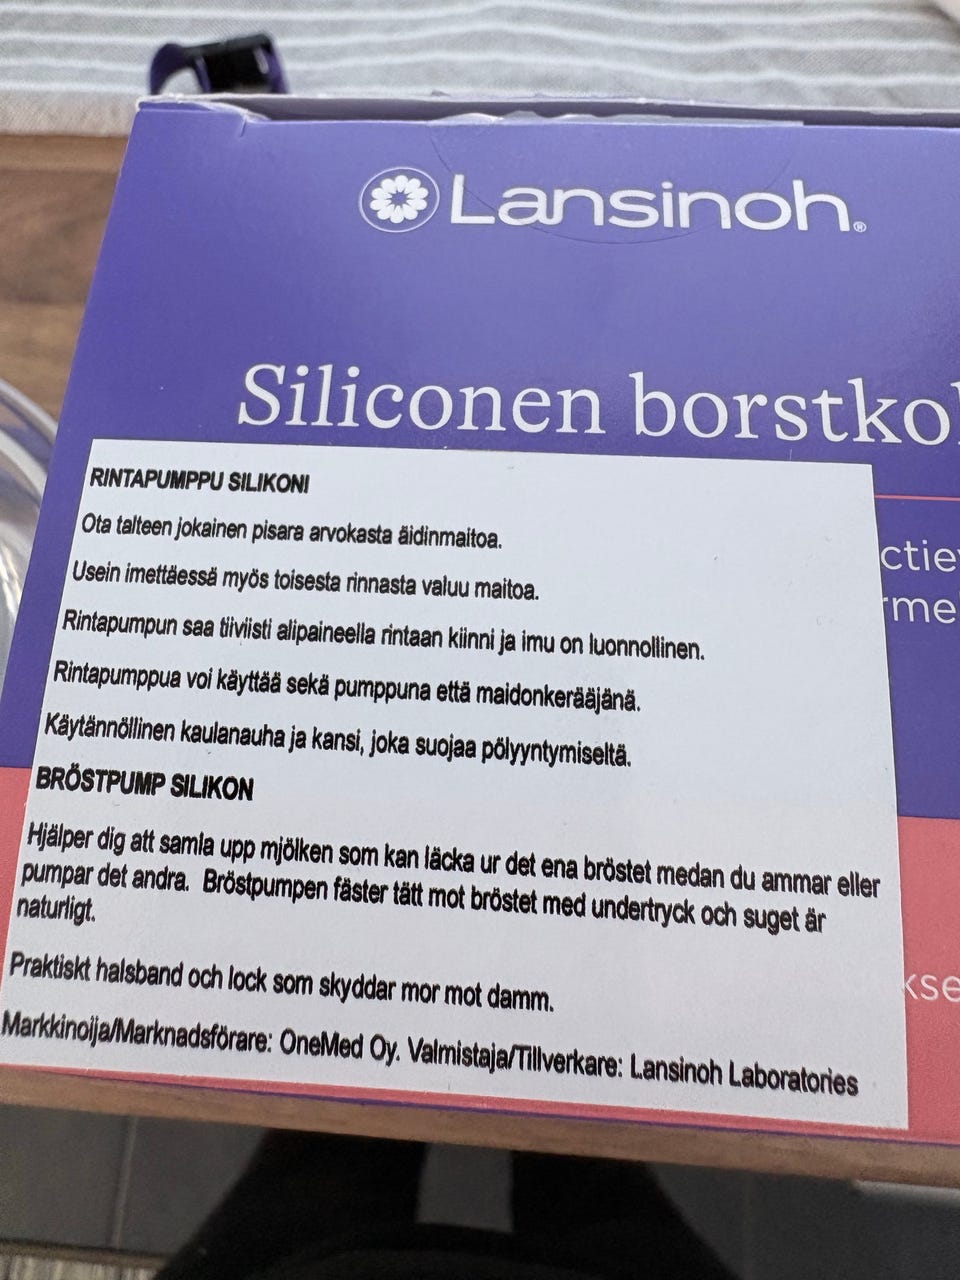 Lansinoh®
Siliconen borstkol
RINTAPUMPPU SILIKONI
Ota talteen jokainen pisara arvokasta äidinmaitoa.
Usein imettäessä myös toisesta rinnasta valuu maitoa.
Rintapumpun saa tiiviisti alipaineella rintaan kiinni ja imu on luonnollinen.
Rintapumppua voi käyttää sekä pumppuna että maidonkerääjänä.
Käytännöllinen kaulanauha ja kansi, joka suojaa pölyyntymiseltä.
BRÖSTPUMP SILIKON
Hjälper dig att samla upp mjölken som kan läcka ur det ena bröstet medan du ammar eller
pumpar det andra. Bröstpumpen fäster tätt mot bröstet med undertryck och suget är
naturligt.
Praktiskt halsband och lock som skyddar mor mot damm.
Markkinoija/Marknadsförare: OneMed Oy. Valmistaja/Tillverkare: Lansinoh Laboratories